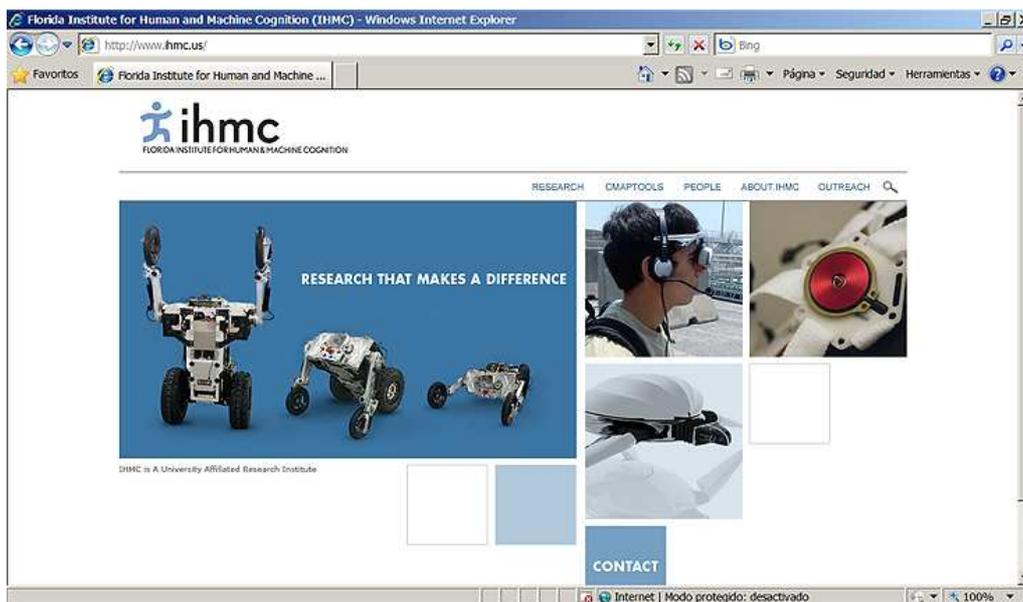 Florida Institute for Human and Machine Cognition (IHMC) - Windows Internet Explorer
http://www.ihmc.us/
Bing
Favoritos
Florida Institute for Human and Machine ...
Página
Seguridad
Herramientas
ihmc
FLORIDA INSTITUTE FOR HUMAN & MACHINE COGNITION
RESEARCH CMAPTOOLS PEOPLE ABOUT IHMC OUTREACH
RESEARCH THAT MAKES A DIFFERENCE
IHMC is A University Affiliated Research Institute
CONTACT
Internet | Modo protegido: desactivado
100%